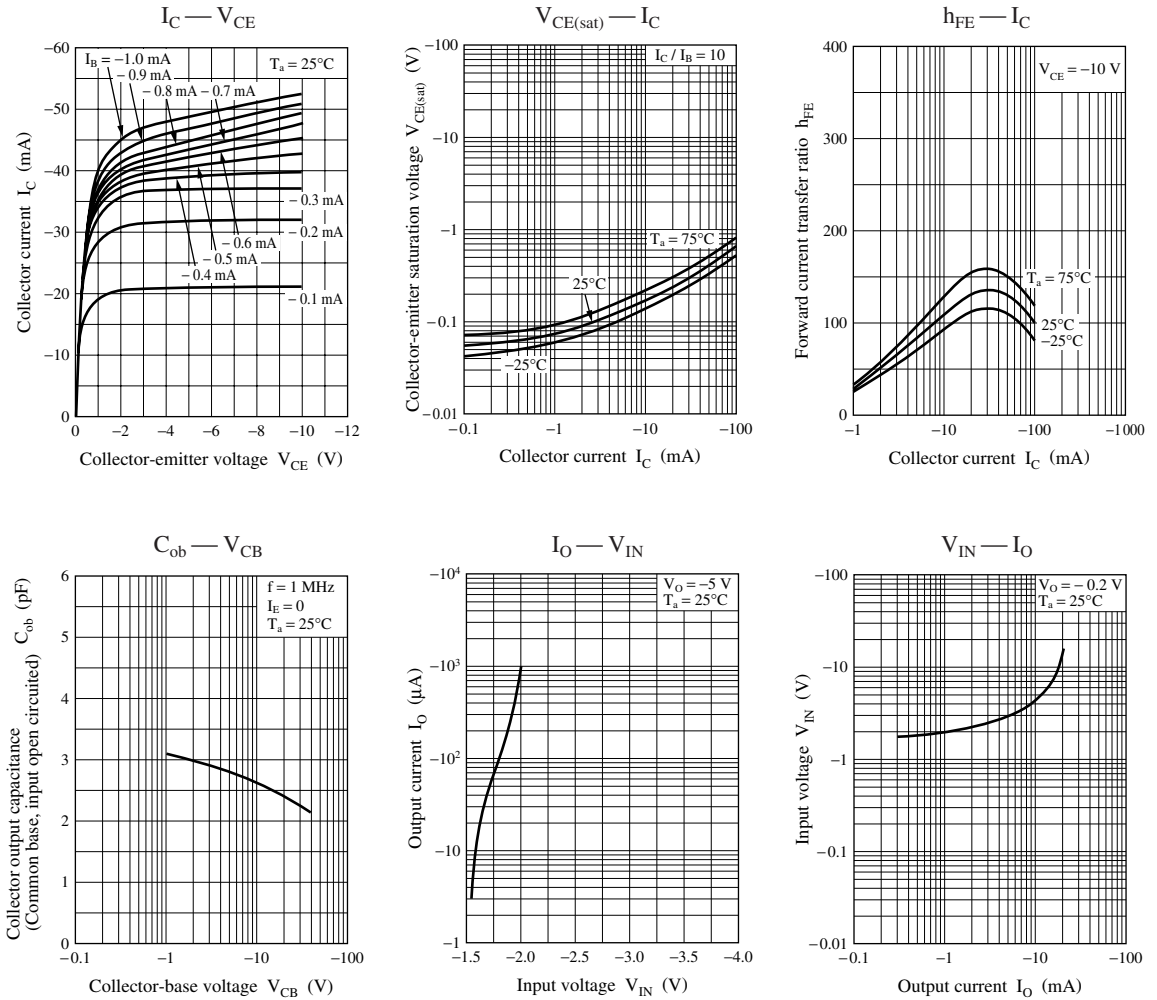 I_C — V_CE
−60
−50
−40
−30
−20
−10
0
0
−2
−4
−6
−8
−10
−12
Collector current I_C (mA)
Collector-emitter voltage V_CE (V)
T_a = 25°C
I_B = −1.0 mA
− 0.9 mA
− 0.8 mA
− 0.7 mA
− 0.6 mA
− 0.5 mA
− 0.4 mA
− 0.3 mA
− 0.2 mA
− 0.1 mA
V_CE(sat) — I_C
−100
−10
−1
−0.1
−0.01
−0.1
−1
−10
−100
Collector-emitter saturation voltage V_CE(sat) (V)
Collector current I_C (mA)
I_C / I_B = 10
T_a = 75°C
25°C
−25°C
h_FE — I_C
400
300
250
200
150
100
50
0
−1
−10
−100
−1000
Forward current transfer ratio h_FE
Collector current I_C (mA)
V_CE = −10 V
T_a = 75°C
25°C
−25°C
C_ob — V_CB
6
5
4
3
2
1
0
−0.1
−1
−10
−100
Collector output capacitance
(Common base, input open circuited) C_ob (pF)
Collector-base voltage V_CB (V)
f = 1 MHz
I_E = 0
T_a = 25°C
I_O — V_IN
−10⁴
−10³
−10²
−10
−1
−1.5
−2.0
−2.5
−3.0
−3.5
−4.0
Output current I_O (µA)
Input voltage V_IN (V)
V_O = −5 V
T_a = 25°C
V_IN — I_O
−100
−10
−1
−0.1
−0.01
−0.1
−1
−10
−100
Input voltage V_IN (V)
Output current I_O (mA)
V_O = − 0.2 V
T_a = 25°C